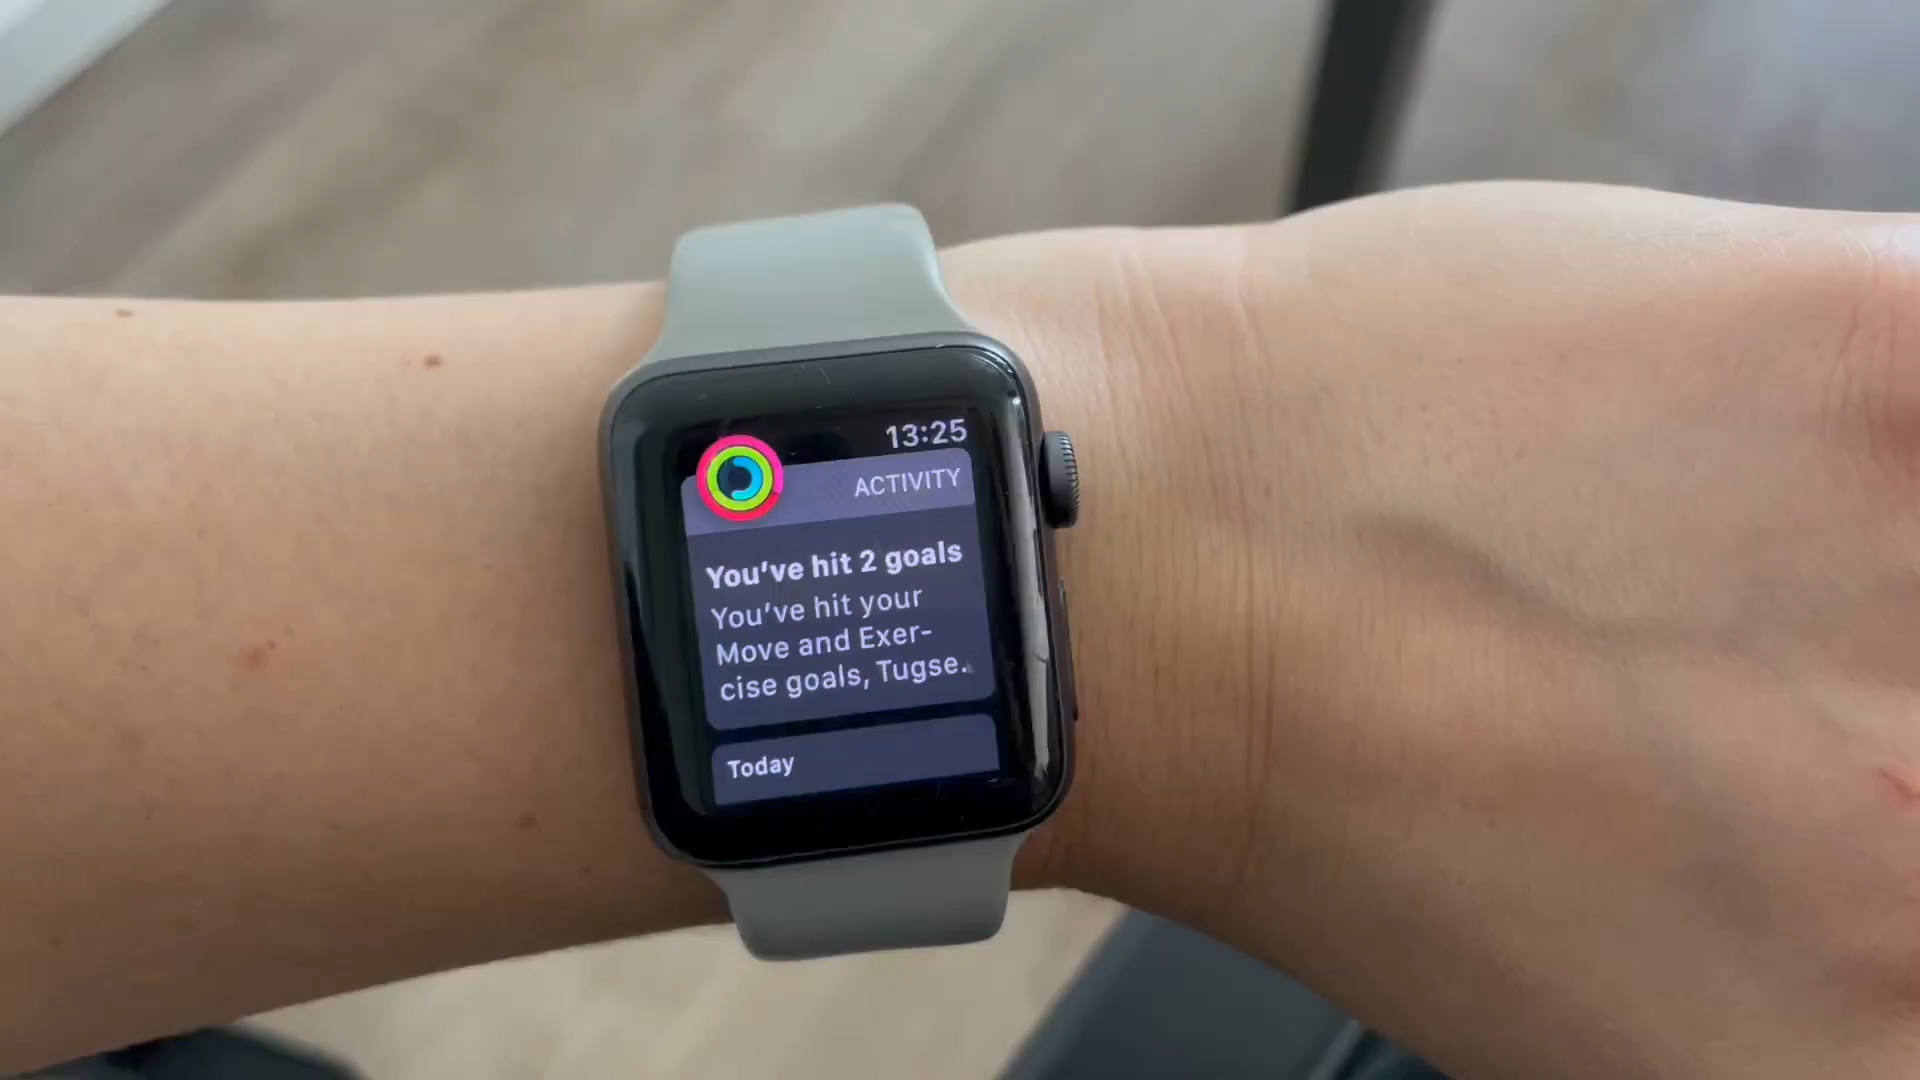 13:25
ACTIVITY
You’ve hit 2 goals
You’ve hit your
Move and Exer-
cise goals, Tugse.
Today